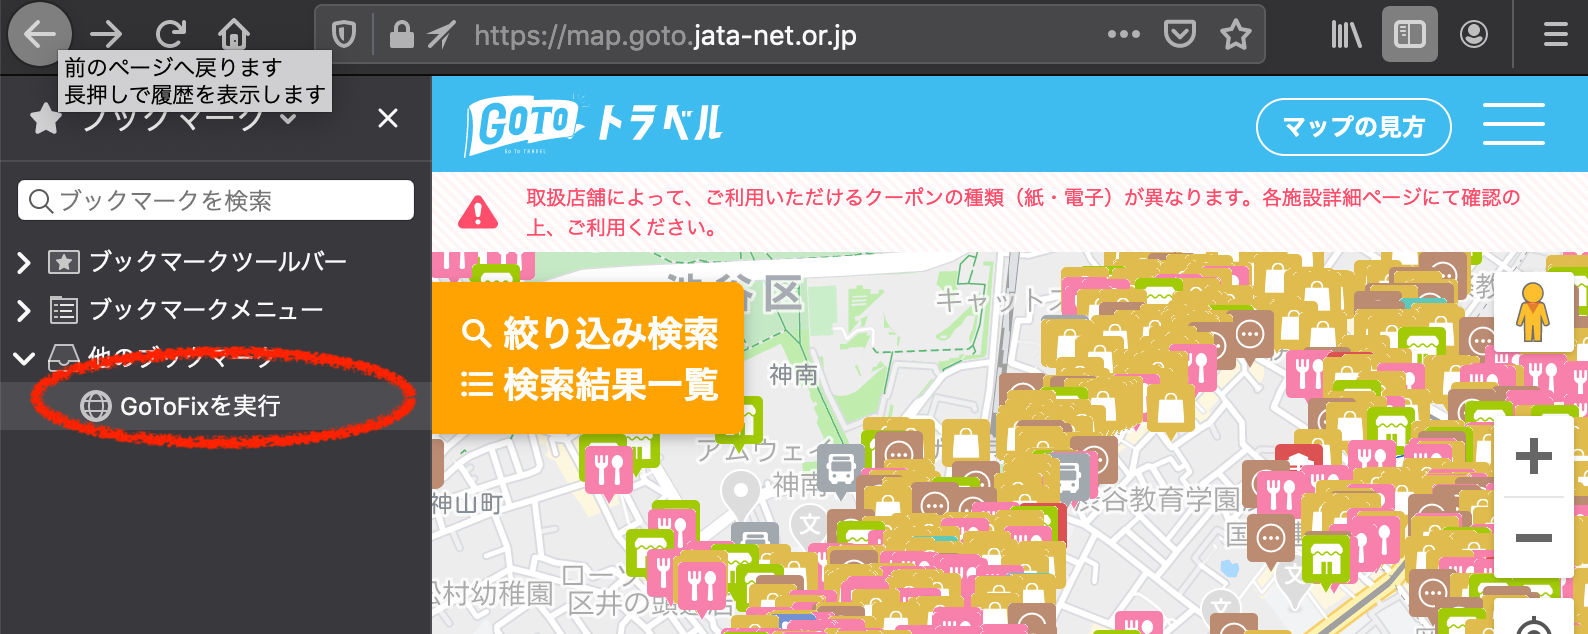 https://map.goto.jata-net.or.jp
前のページへ戻ります
長押しで履歴を表示します
ブックマーク
ブックマークを検索
ブックマークツールバー
ブックマークメニュー
他のブックマーク
GoToFixを実行
GOTO トラベル
GO TO TRAVEL
マップの見方
取扱店舗によって、ご利用いただけるクーポンの種類（紙・電子）が異なります。各施設詳細ページにて確認の
上、ご利用ください。
渋谷区
キャットス
絞り込み検索
検索結果一覧
神南
アムウェイ
神南
神山町
渋谷教育学園
文
国
ローソ
松村幼稚園
区井の頭
文